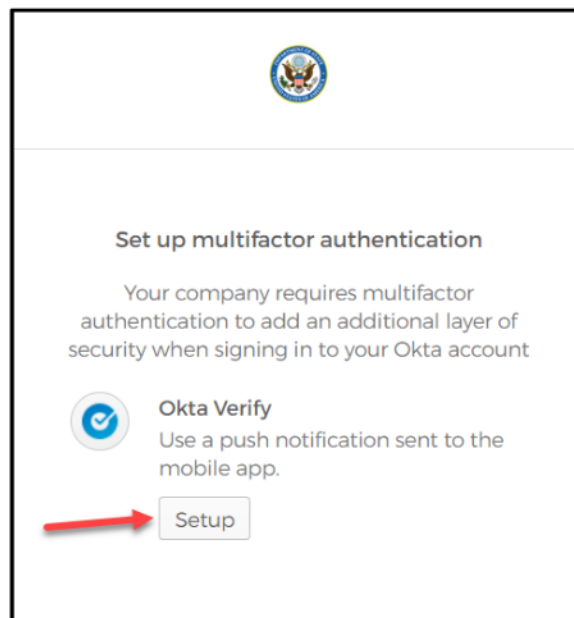 Set up multifactor authentication
Your company requires multifactor
authentication to add an additional layer of
security when signing in to your Okta account
Okta Verify
Use a push notification sent to the
mobile app.
Setup